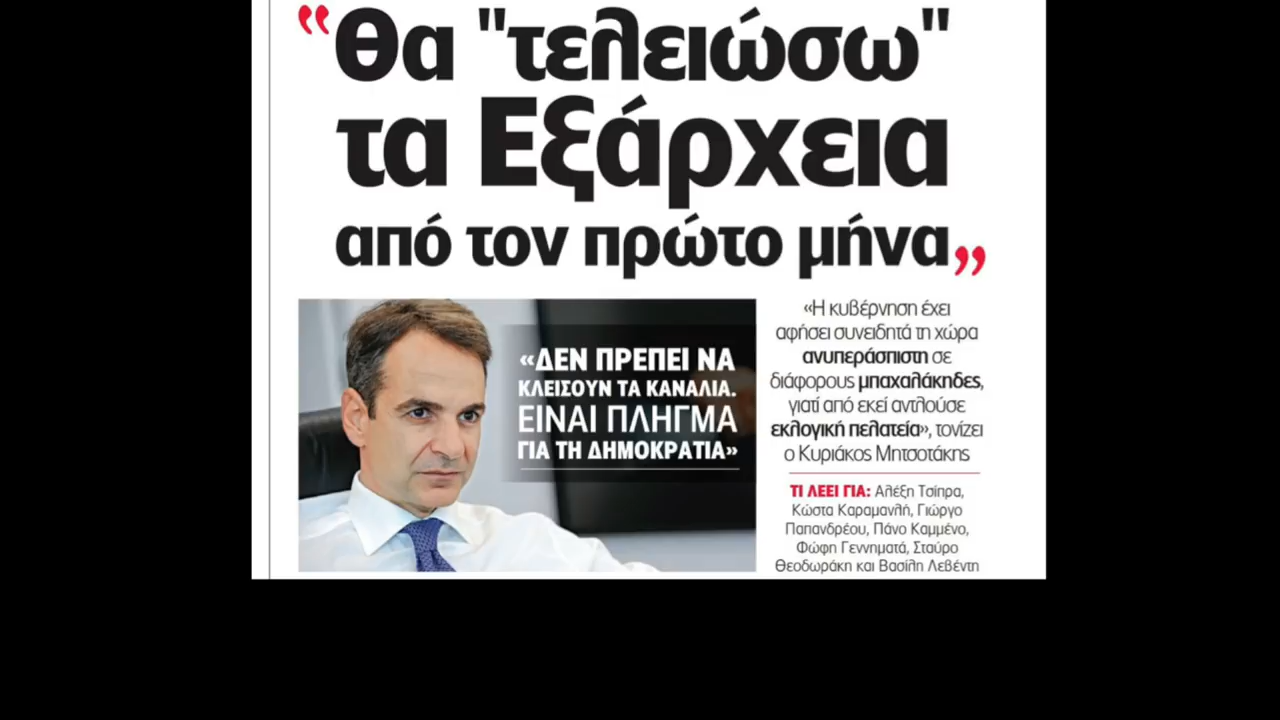 “Θα "τελειώσω"
τα Εξάρχεια
από τον πρώτο μήνα„
«ΔΕΝ ΠΡΕΠΕΙ ΝΑ
ΚΛΕΙΣΟΥΝ ΤΑ ΚΑΝΑΛΙΑ.
ΕΙΝΑΙ ΠΛΗΓΜΑ
ΓΙΑ ΤΗ ΔΗΜΟΚΡΑΤΙΑ»
«Η κυβέρνηση έχει
αφήσει συνειδητά τη χώρα
ανυπεράσπιστη σε
διάφορους μπαχαλάκηδες,
γιατί από εκεί αντλούσε
εκλογική πελατεία», τονίζει
ο Κυριάκος Μητσοτάκης
ΤΙ ΛΕΕΙ ΓΙΑ: Αλέξη Τσίπρα,
Κώστα Καραμανλή, Γιώργο
Παπανδρέου, Πάνο Καμμένο,
Φώφη Γεννηματά, Σταύρο
Θεοδωράκη και Βασίλη Λεβέντη